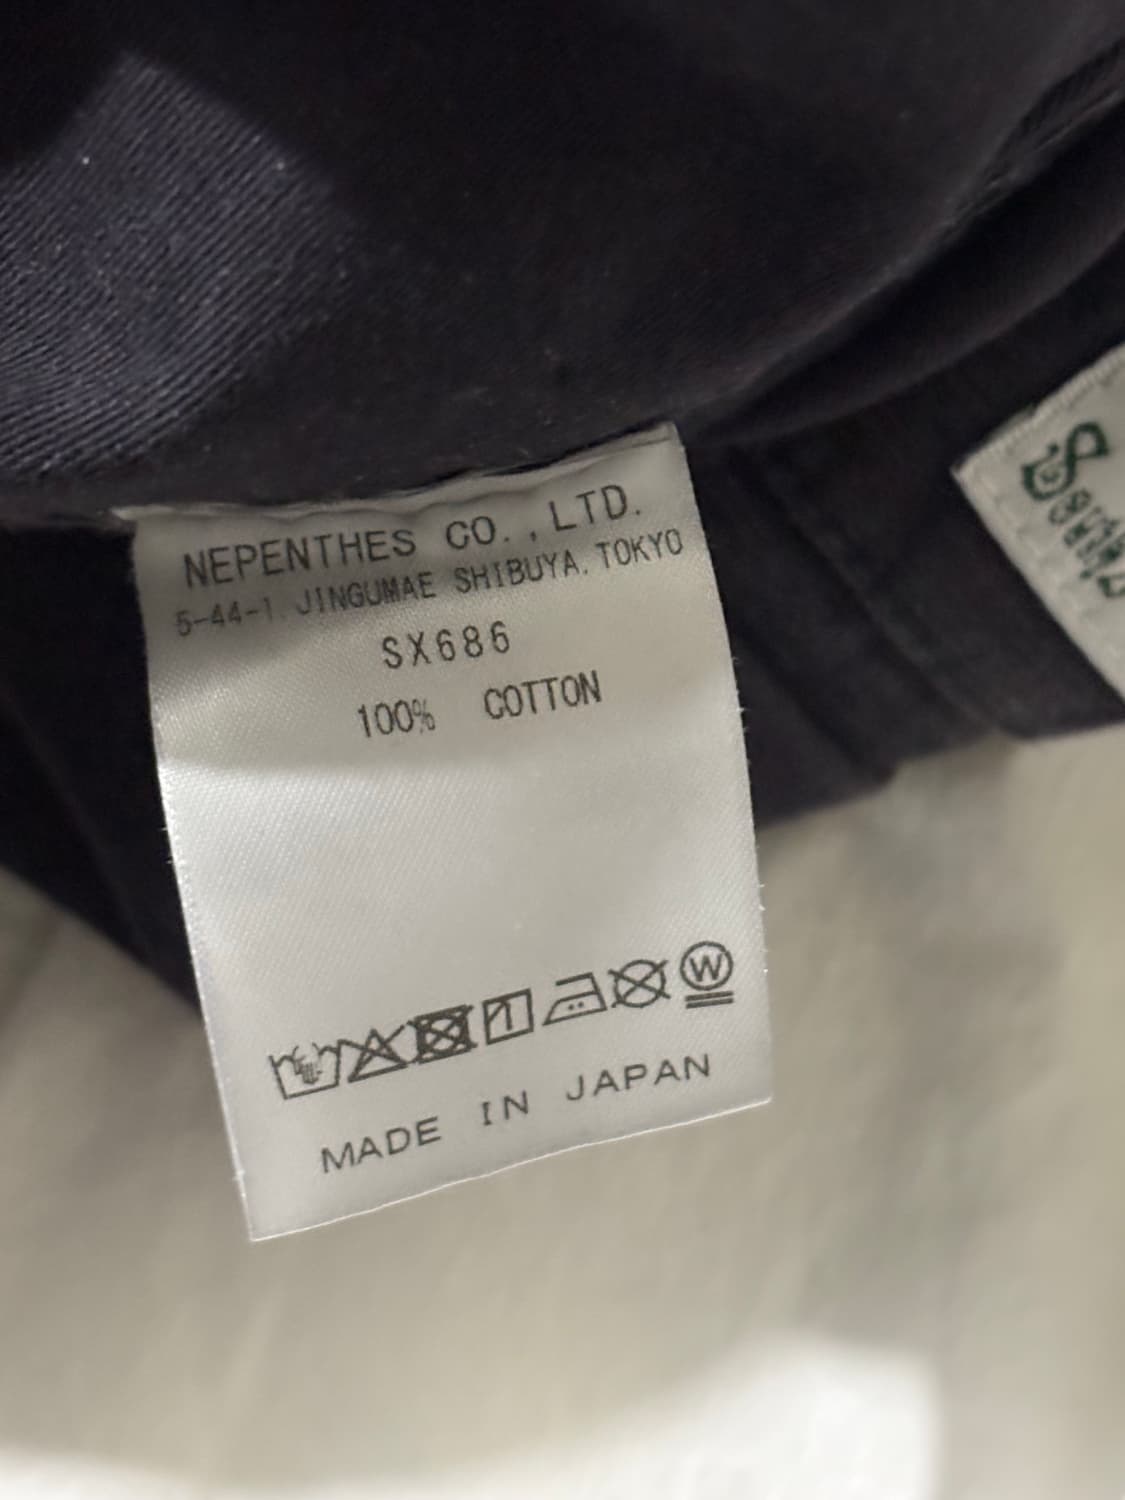 NEPENTHES CO., LTD.
5-44-1, JINGUMAE SHIBUYA, TOKYO
SX686
100% COTTON
W
MADE IN JAPAN